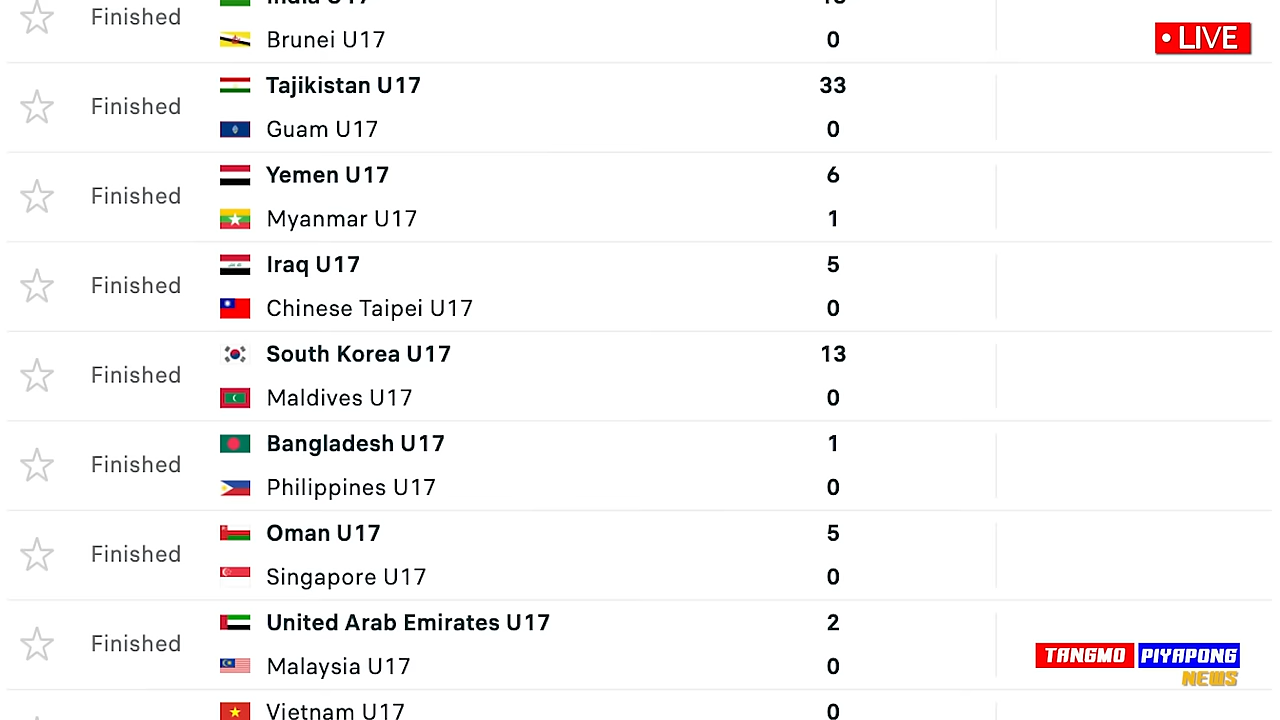 Finished
Brunei U17 0
• LIVE
Tajikistan U17 33
Finished
Guam U17 0
Yemen U17 6
Finished
Myanmar U17 1
Iraq U17 5
Finished
Chinese Taipei U17 0
South Korea U17 13
Finished
Maldives U17 0
Bangladesh U17 1
Finished
Philippines U17 0
Oman U17 5
Finished
Singapore U17 0
United Arab Emirates U17 2
Finished
Malaysia U17 0
TANGMO PIYAPONG
NEWS
Vietnam U17 0